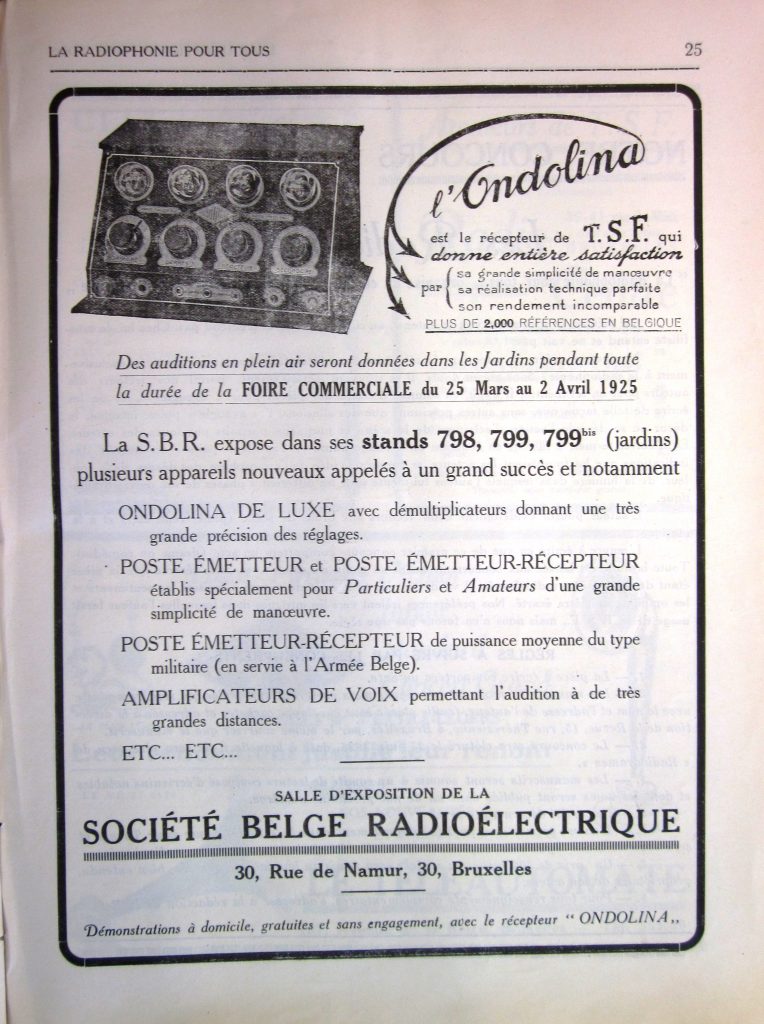 LA RADIOPHONIE POUR TOUS 25
l'Ondolina
est le récepteur de T.S.F. qui
donne entière satisfaction
par { sa grande simplicité de manœuvre
sa réalisation technique parfaite
son rendement incomparable
PLUS DE 2,000 RÉFÉRENCES EN BELGIQUE
Des auditions en plein air seront données dans les Jardins pendant toute
la durée de la FOIRE COMMERCIALE du 25 Mars au 2 Avril 1925
La S.B.R. expose dans ses stands 798, 799, 799bis (jardins)
plusieurs appareils nouveaux appelés à un grand succès et notamment
ONDOLINA DE LUXE avec démultiplicateurs donnant une très
grande précision des réglages.
POSTE ÉMETTEUR et POSTE ÉMETTEUR-RÉCEPTEUR
établis spécialement pour Particuliers et Amateurs d'une grande
simplicité de manœuvre.
POSTE ÉMETTEUR-RÉCEPTEUR de puissance moyenne du type
militaire (en servie à l'Armée Belge).
AMPLIFICATEURS DE VOIX permettant l'audition à de très
grandes distances.
ETC... ETC...
SALLE D'EXPOSITION DE LA
SOCIÉTÉ BELGE RADIOÉLECTRIQUE
30, Rue de Namur, 30, Bruxelles
Démonstrations à domicile, gratuites et sans engagement, avec le récepteur “ ONDOLINA „